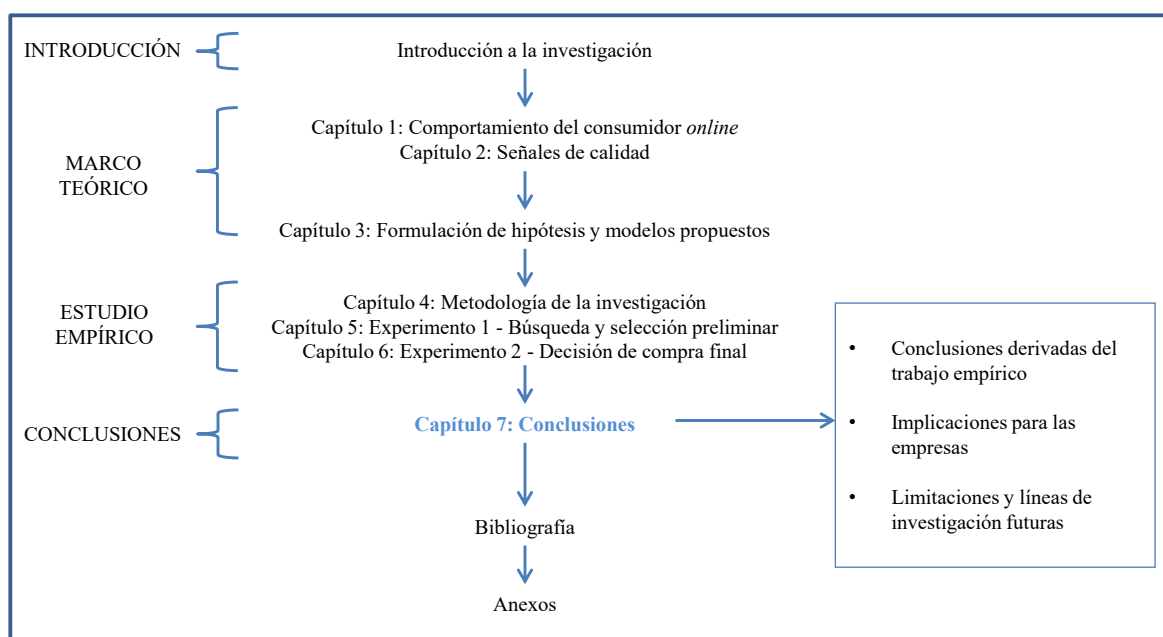 INTRODUCCIÓN
Introducción a la investigación
MARCO
TEÓRICO
Capítulo 1: Comportamiento del consumidor online
Capítulo 2: Señales de calidad
Capítulo 3: Formulación de hipótesis y modelos propuestos
ESTUDIO
EMPÍRICO
Capítulo 4: Metodología de la investigación
Capítulo 5: Experimento 1 - Búsqueda y selección preliminar
Capítulo 6: Experimento 2 - Decisión de compra final
CONCLUSIONES
Capítulo 7: Conclusiones
• Conclusiones derivadas del
trabajo empírico
• Implicaciones para las
empresas
• Limitaciones y líneas de
investigación futuras
Bibliografía
Anexos